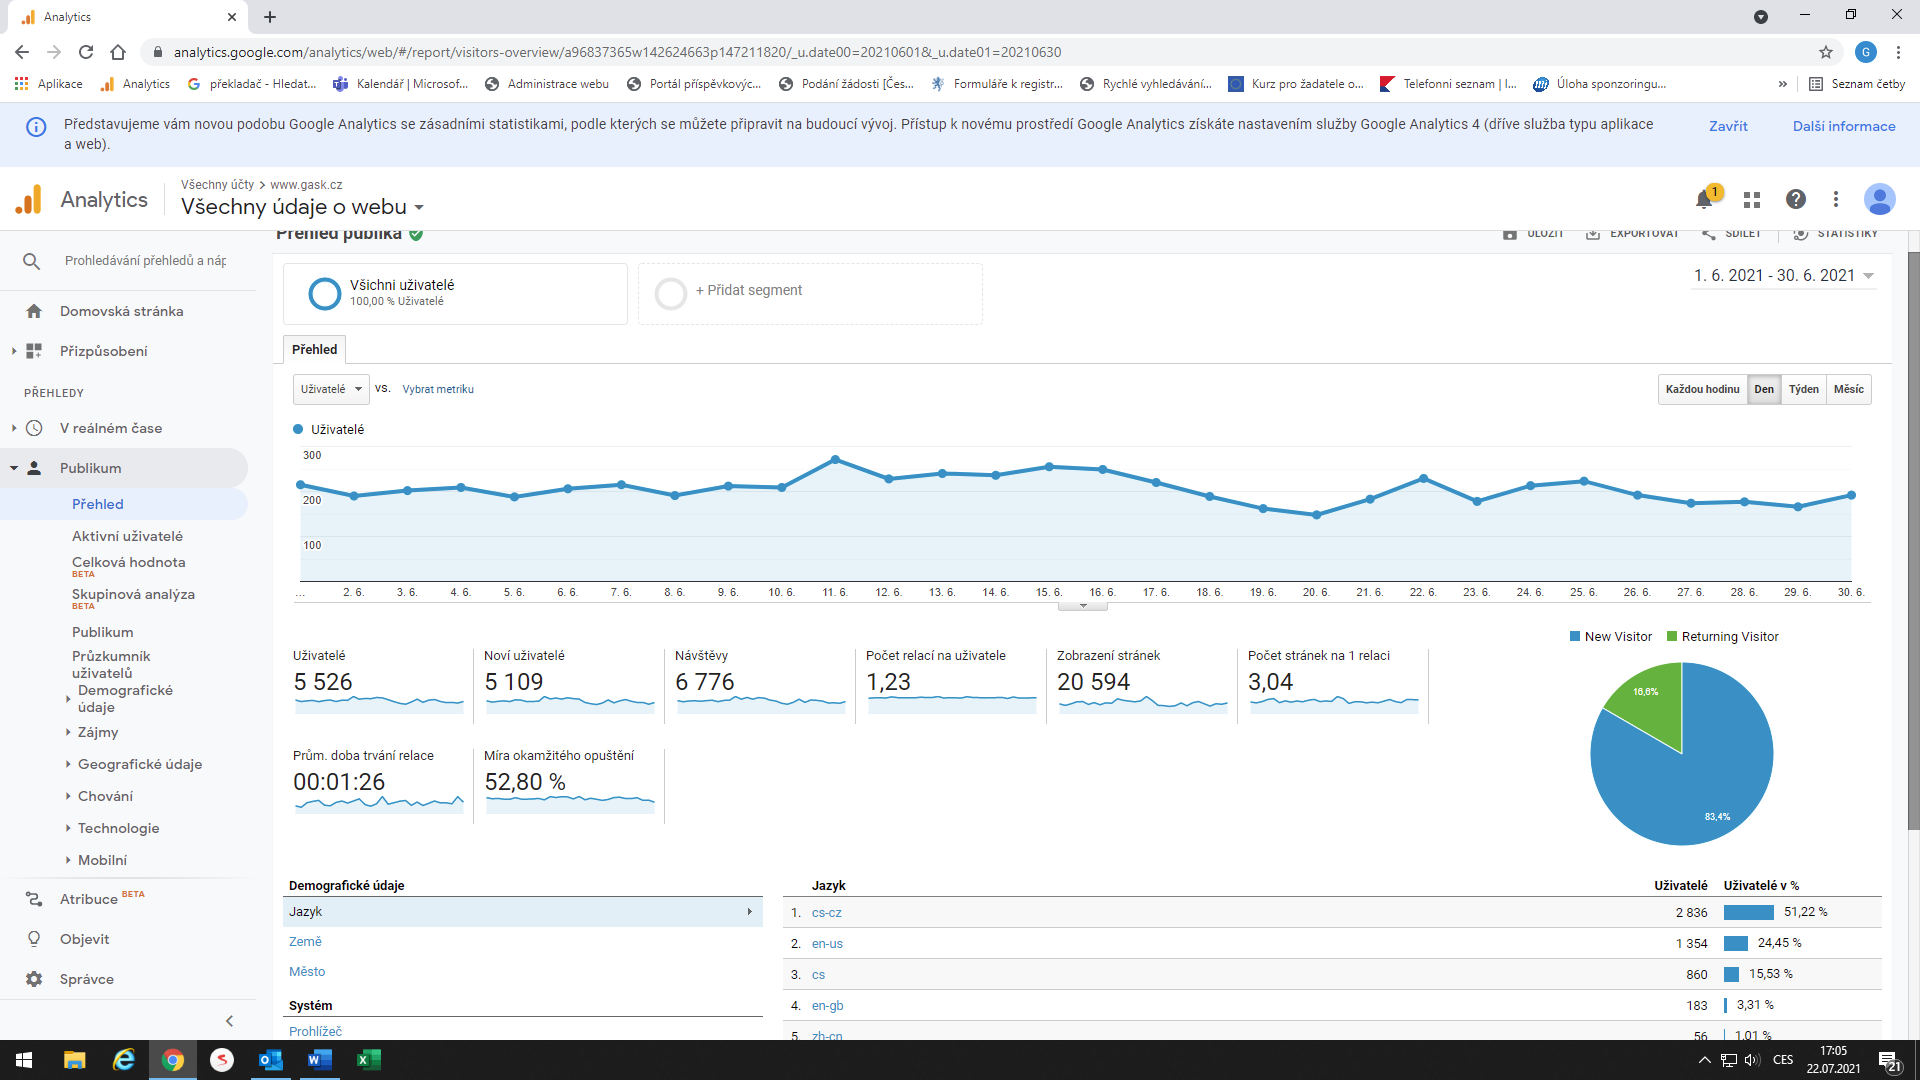 Analytics
analytics.google.com/analytics/web/#/report/visitors-overview/a96837365w142624663p147211820/_u.date00=20210601&_u.date01=20210630
G
Aplikace
Analytics
překladač - Hledat...
Kalendář | Microsof...
Administrace webu
Portál příspěvkovýc...
Podání žádosti [Čes...
Formuláře k registr...
Rychlé vyhledávání...
Kurz pro žadatele o...
Telefonni seznam | I...
Úloha sponzoringu...
»
Seznam četby
Představujeme vám novou podobu Google Analytics se zásadními statistikami, podle kterých se můžete připravit na budoucí vývoj. Přístup k novému prostředí Google Analytics získáte nastavením služby Google Analytics 4 (dříve služba typu aplikace
a web).
Zavřít
Další informace
Analytics
Všechny účty > www.gask.cz
Všechny údaje o webu
1
Přehled publika
ULOŽIT
EXPORTOVAT
SDÍLET
STATISTIKY
Prohledávání přehledů a náp
Domovská stránka
Přizpůsobení
PŘEHLEDY
V reálném čase
Publikum
Přehled
Aktivní uživatelé
Celková hodnota
BETA
Skupinová analýza
BETA
Publikum
Průzkumník
uživatelů
Demografické
údaje
Zájmy
Geografické údaje
Chování
Technologie
Mobilní
Atribuce BETA
Objevit
Správce
Všichni uživatelé
100,00 % Uživatelé
+ Přidat segment
1. 6. 2021 - 30. 6. 2021
Přehled
Uživatelé
vs.
Vybrat metriku
Každou hodinu
Den
Týden
Měsíc
Uživatelé
300
200
100
... 2. 6. 3. 6. 4. 6. 5. 6. 6. 6. 7. 6. 8. 6. 9. 6. 10. 6. 11. 6. 12. 6. 13. 6. 14. 6. 15. 6. 16. 6. 17. 6. 18. 6. 19. 6. 20. 6. 21. 6. 22. 6. 23. 6. 24. 6. 25. 6. 26. 6. 27. 6. 28. 6. 29. 6. 30. 6.
Uživatelé
5 526
Noví uživatelé
5 109
Návštěvy
6 776
Počet relací na uživatele
1,23
Zobrazení stránek
20 594
Počet stránek na 1 relaci
3,04
Prům. doba trvání relace
00:01:26
Míra okamžitého opuštění
52,80 %
New Visitor
Returning Visitor
16,6%
83,4%
Demografické údaje
Jazyk
Země
Město
Systém
Prohlížeč
Jazyk Uživatelé Uživatelé v %
1. cs-cz 2 836 51,22 %
2. en-us 1 354 24,45 %
3. cs 860 15,53 %
4. en-gb 183 3,31 %
5. zh-cn 56 1,01 %
CES
17:05
22.07.2021
21